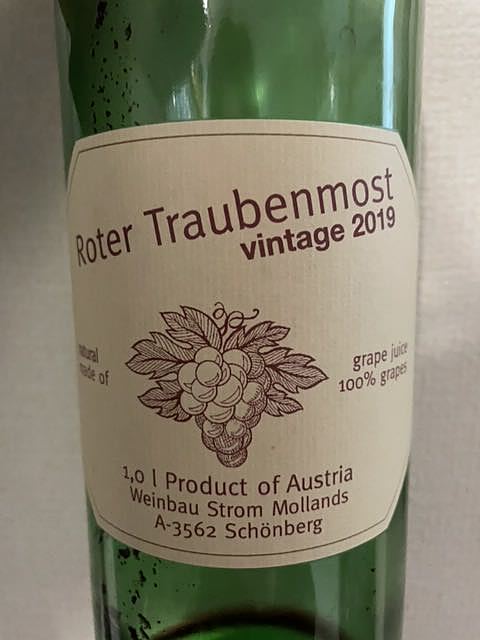 Roter Traubenmost
vintage 2019
natural
made of
grape juice
100% grapes
1,0 l Product of Austria
Weinbau Strom Mollands
A-3562 Schönberg